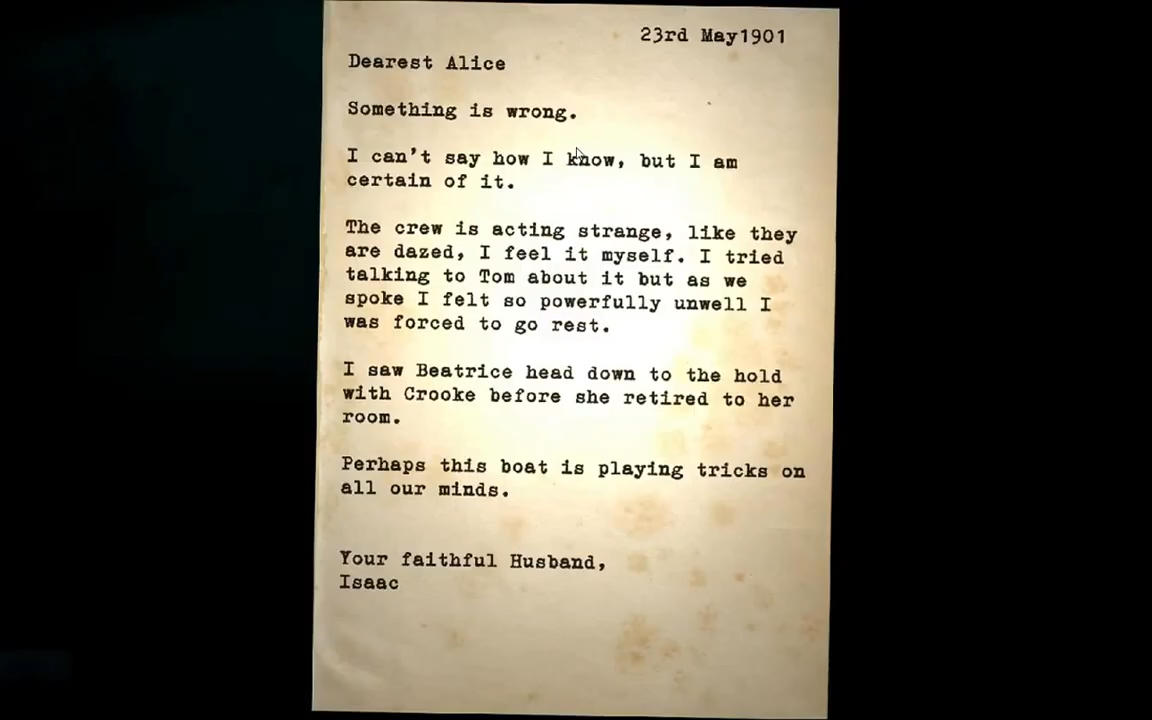 23rd May1901
Dearest Alice
Something is wrong.
I can't say how I know, but I am
certain of it.
The crew is acting strange, like they
are dazed, I feel it myself. I tried
talking to Tom about it but as we
spoke I felt so powerfully unwell I
was forced to go rest.
I saw Beatrice head down to the hold
with Crooke before she retired to her
room.
Perhaps this boat is playing tricks on
all our minds.
Your faithful Husband,
Isaac